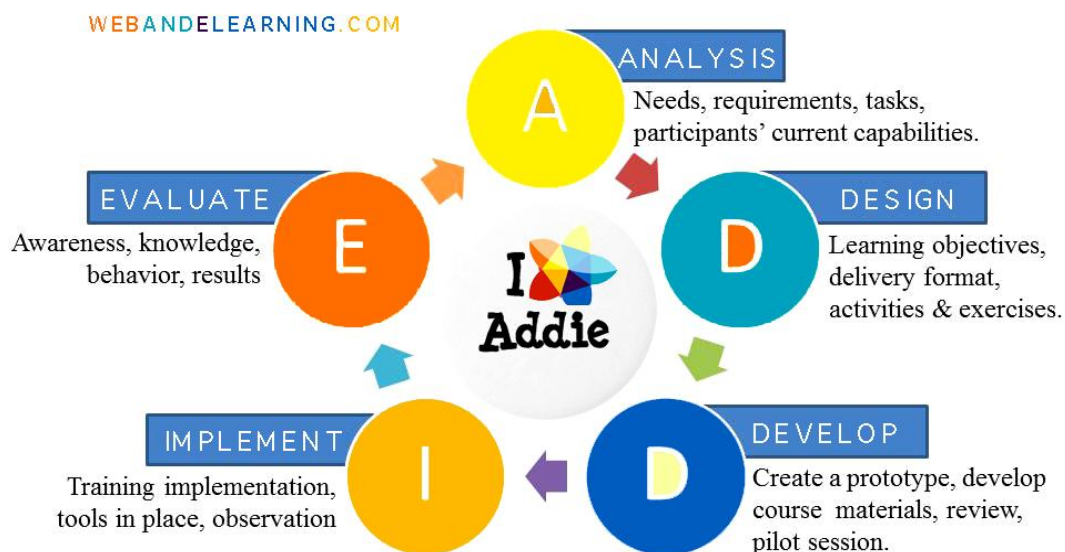 WEBANDELEARNING.COM
A
ANALYSIS
Needs, requirements, tasks,
participants’ current capabilities.
D
DESIGN
Learning objectives,
delivery format,
activities & exercises.
D
DEVELOP
Create a prototype, develop
course materials, review,
pilot session.
I
IMPLEMENT
Training implementation,
tools in place, observation
E
EVALUATE
Awareness, knowledge,
behavior, results
I
Addie